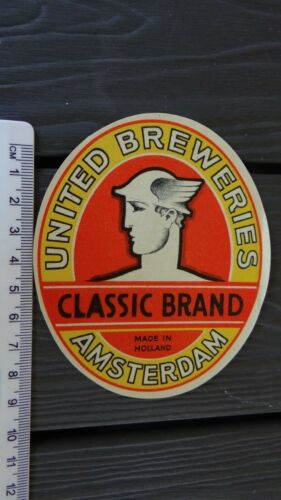 UNITED BREWERIES
CLASSIC BRAND
MADE IN
HOLLAND
AMSTERDAM
CM
1
2
3
4
5
6
7
8
9
10
11
12